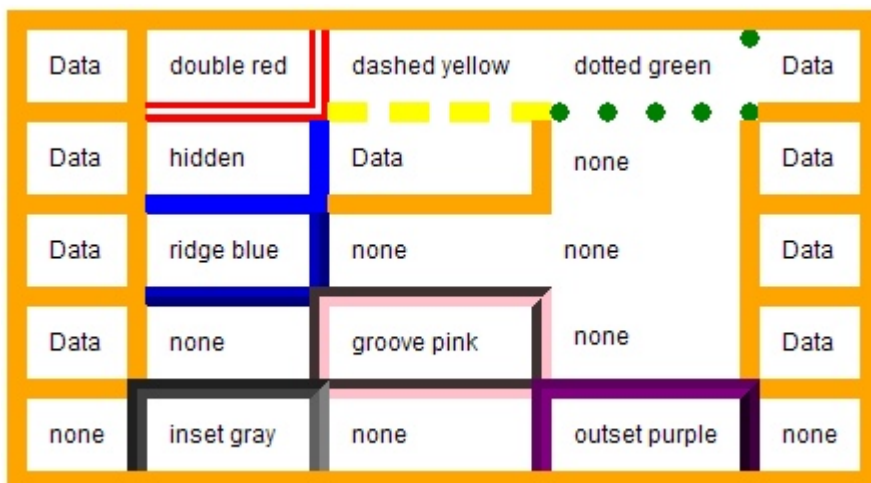 Data double red dashed yellow dotted green Data
Data hidden Data none Data
Data ridge blue none none Data
Data none groove pink none Data
none inset gray none outset purple none